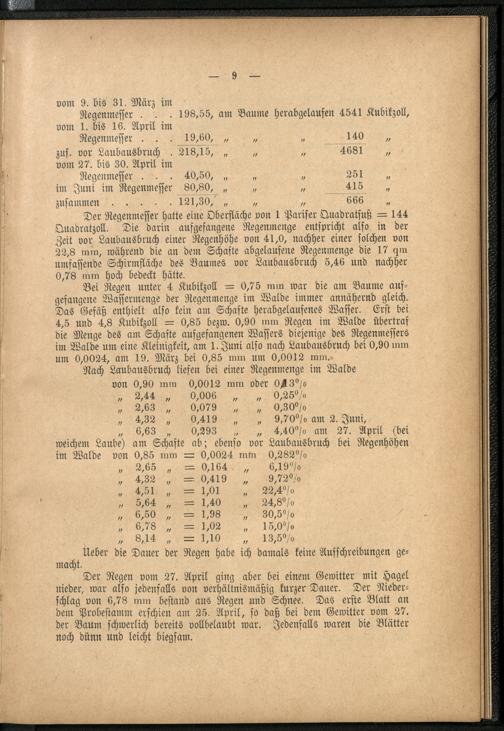 — 9 —
vom 9. bis 31. März im
Regenmesser . . . 198,55, am Baume herabgelaufen 4541 Kubikzoll,
vom 1. bis 16. April im
Regenmesser . . . 19,60, „ „ „ 140 „
zus. vor Laubausbruch . 218,15, „ „ „ 4681 „
vom 27. bis 30. April im
Regenmesser . . . 40,50, „ „ „ 251 „
im Juni im Regenmesser 80,80, „ „ „ 415 „
zusammen . . . . . 121,30, „ „ „ 666 „
Der Regenmesser hatte eine Oberfläche von 1 Pariser Quadratfuß = 144
Quadratzoll. Die darin aufgefangene Regenmenge entspricht also in der
Zeit vor Laubausbruch einer Regenhöhe von 41,0, nachher einer solchen von
22,8 mm, während die an dem Schafte abgelaufene Regenmenge die 17 qm
umfassende Schirmfläche des Baumes vor Laubausbruch 5,46 und nachher
0,78 mm hoch bedeckt hätte.
Bei Regen unter 4 Kubikzoll = 0,75 mm war die am Baume auf-
gefangene Wassermenge der Regenmenge im Walde immer annähernd gleich.
Das Gefäß enthielt also kein am Schafte herabgelaufenes Wasser. Erst bei
4,5 und 4,8 Kubikzoll = 0,85 bezw. 0,90 mm Regen im Walde übertraf
die Menge des am Schafte aufgefangenen Wassers diejenige des Regenmessers
im Walde um eine Kleinigkeit, am 1. Juni also nach Laubausbruch bei 0,90 mm
um 0,0024, am 19. März bei 0,85 mm um 0,0012 mm.
Nach Laubausbruch liefen bei einer Regenmenge im Walde
von 0,90 mm 0,0012 mm oder 0,13%
„ 2,44 „ 0,006 „ „ 0,25%
„ 2,63 „ 0,079 „ „ 0,30%
„ 4,32 „ 0,419 „ „ 9,70% am 2. Juni,
„ 6,63 „ 0,293 „ „ 4,40% am 27. April (bei
weichem Laube) am Schafte ab; ebenso vor Laubausbruch bei Regenhöhen
im Walde von 0,85 mm = 0,0024 mm 0,282%
„ 2,65 „ = 0,164 „ 6,19%
„ 4,32 „ = 0,419 „ 9,72%
„ 4,51 „ = 1,01 „ 22,4%
„ 5,64 „ = 1,40 „ 24,8%
„ 6,50 „ = 1,98 „ 30,5%
„ 6,78 „ = 1,02 „ 15,0%
„ 8,14 „ = 1,10 „ 13,5%
Ueber die Dauer der Regen habe ich damals keine Aufschreibungen ge-
macht.
Der Regen vom 27. April ging aber bei einem Gewitter mit Hagel
nieder, war also jedenfalls von verhältnismäßig kurzer Dauer. Der Nieder-
schlag von 6,78 mm bestand aus Regen und Schnee. Das erste Blatt an
dem Probestamm erschien am 25. April, so daß bei dem Gewitter vom 27.
der Baum schwerlich bereits vollbelaubt war. Jedenfalls waren die Blätter
noch dünn und leicht biegsam.